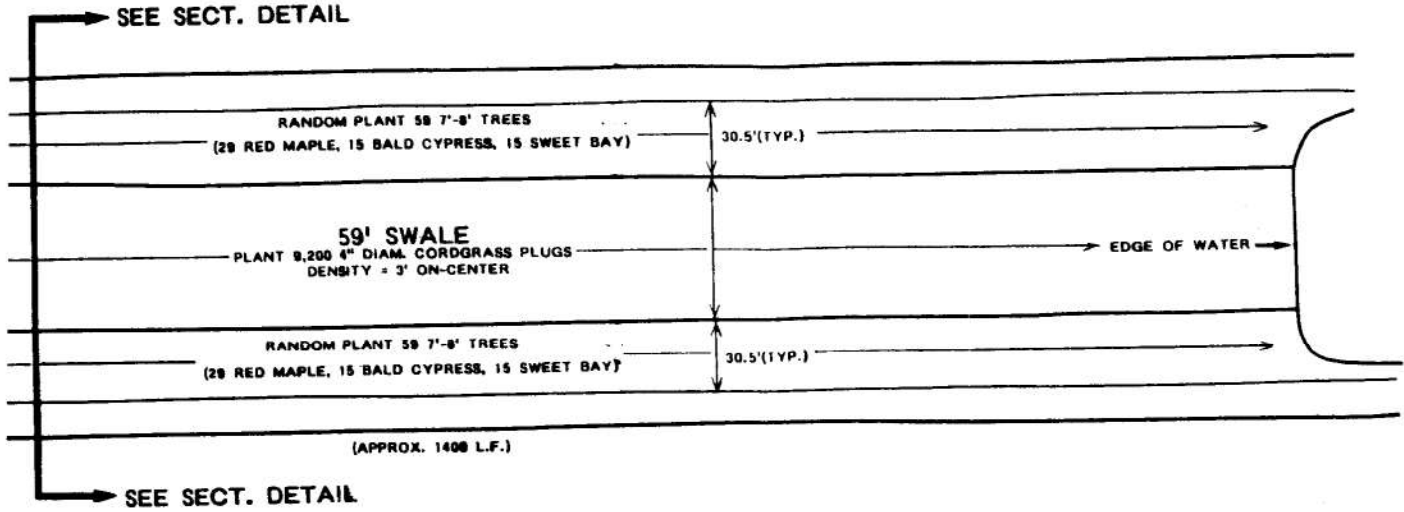 SEE SECT. DETAIL
RANDOM PLANT 59 7'-8' TREES
(29 RED MAPLE, 15 BALD CYPRESS, 15 SWEET BAY)
30.5'(TYP.)
59' SWALE
PLANT 9,200 4" DIAM. CORDGRASS PLUGS
DENSITY = 3' ON-CENTER
EDGE OF WATER
RANDOM PLANT 59 7'-8' TREES
(29 RED MAPLE, 15 BALD CYPRESS, 15 SWEET BAY)
30.5'(TYP.)
(APPROX. 1400 L.F.)
SEE SECT. DETAIL